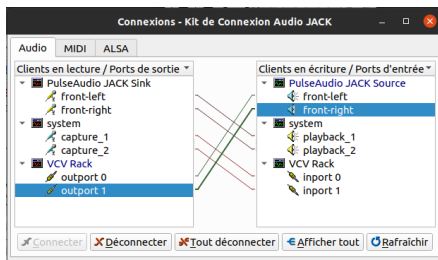 Connexions - Kit de Connexion Audio JACK
Audio MIDI ALSA
Clients en lecture / Ports de sortie
PulseAudio JACK Sink
front-left
front-right
system
capture_1
capture_2
VCV Rack
outport 0
outport 1
Clients en écriture / Ports d'entrée
PulseAudio JACK Source
front-left
front-right
system
playback_1
playback_2
VCV Rack
inport 0
inport 1
Connecter Déconnecter Tout déconnecter Afficher tout Rafraîchir